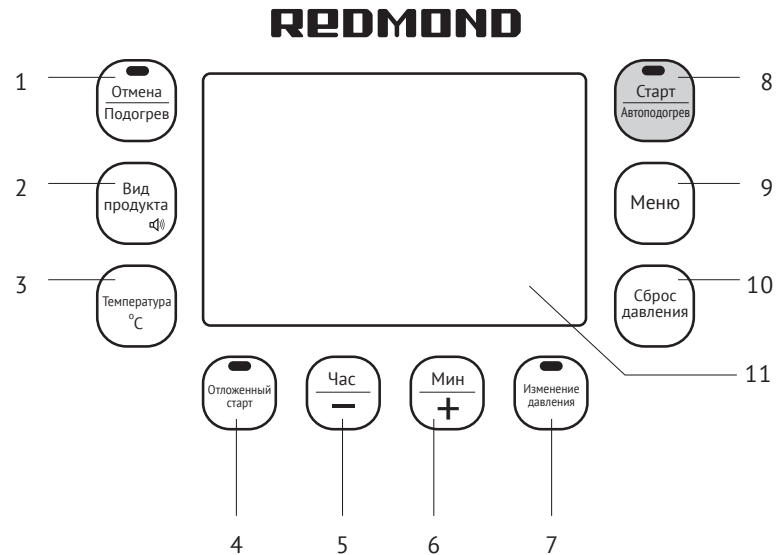 REDMOND
1
Отмена
Подогрев
2
Вид
продукта
3
Температура
°C
8
Старт
Автоподогрев
9
Меню
10
Сброс
давления
11
Отложенный
старт
Час
−
Мин
+
Изменение
давления
4
5
6
7